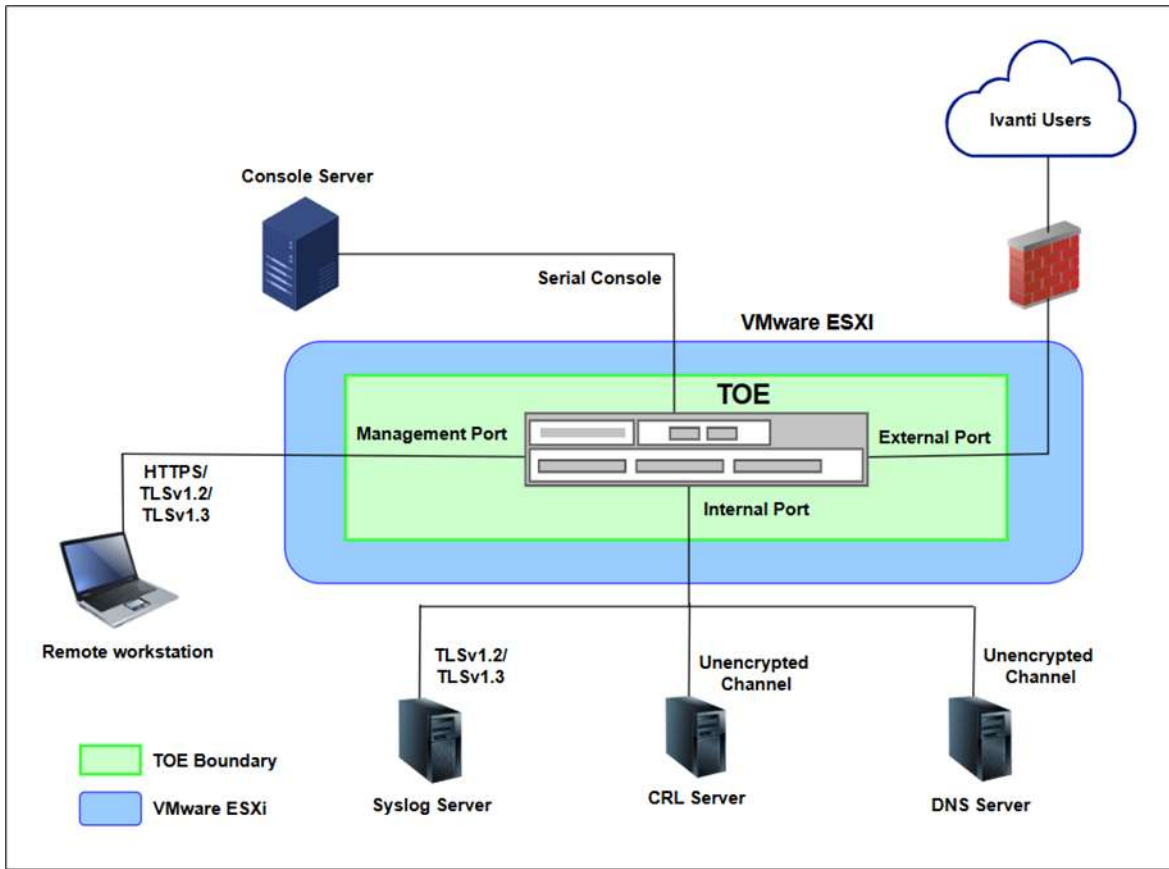 Ivanti Users
Console Server
Serial Console
VMware ESXI
TOE
Management Port
External Port
HTTPS/
TLSv1.2/
TLSv1.3
Internal Port
Remote workstation
TLSv1.2/
TLSv1.3
Unencrypted
Channel
Unencrypted
Channel
TOE Boundary
VMware ESXi
Syslog Server
CRL Server
DNS Server